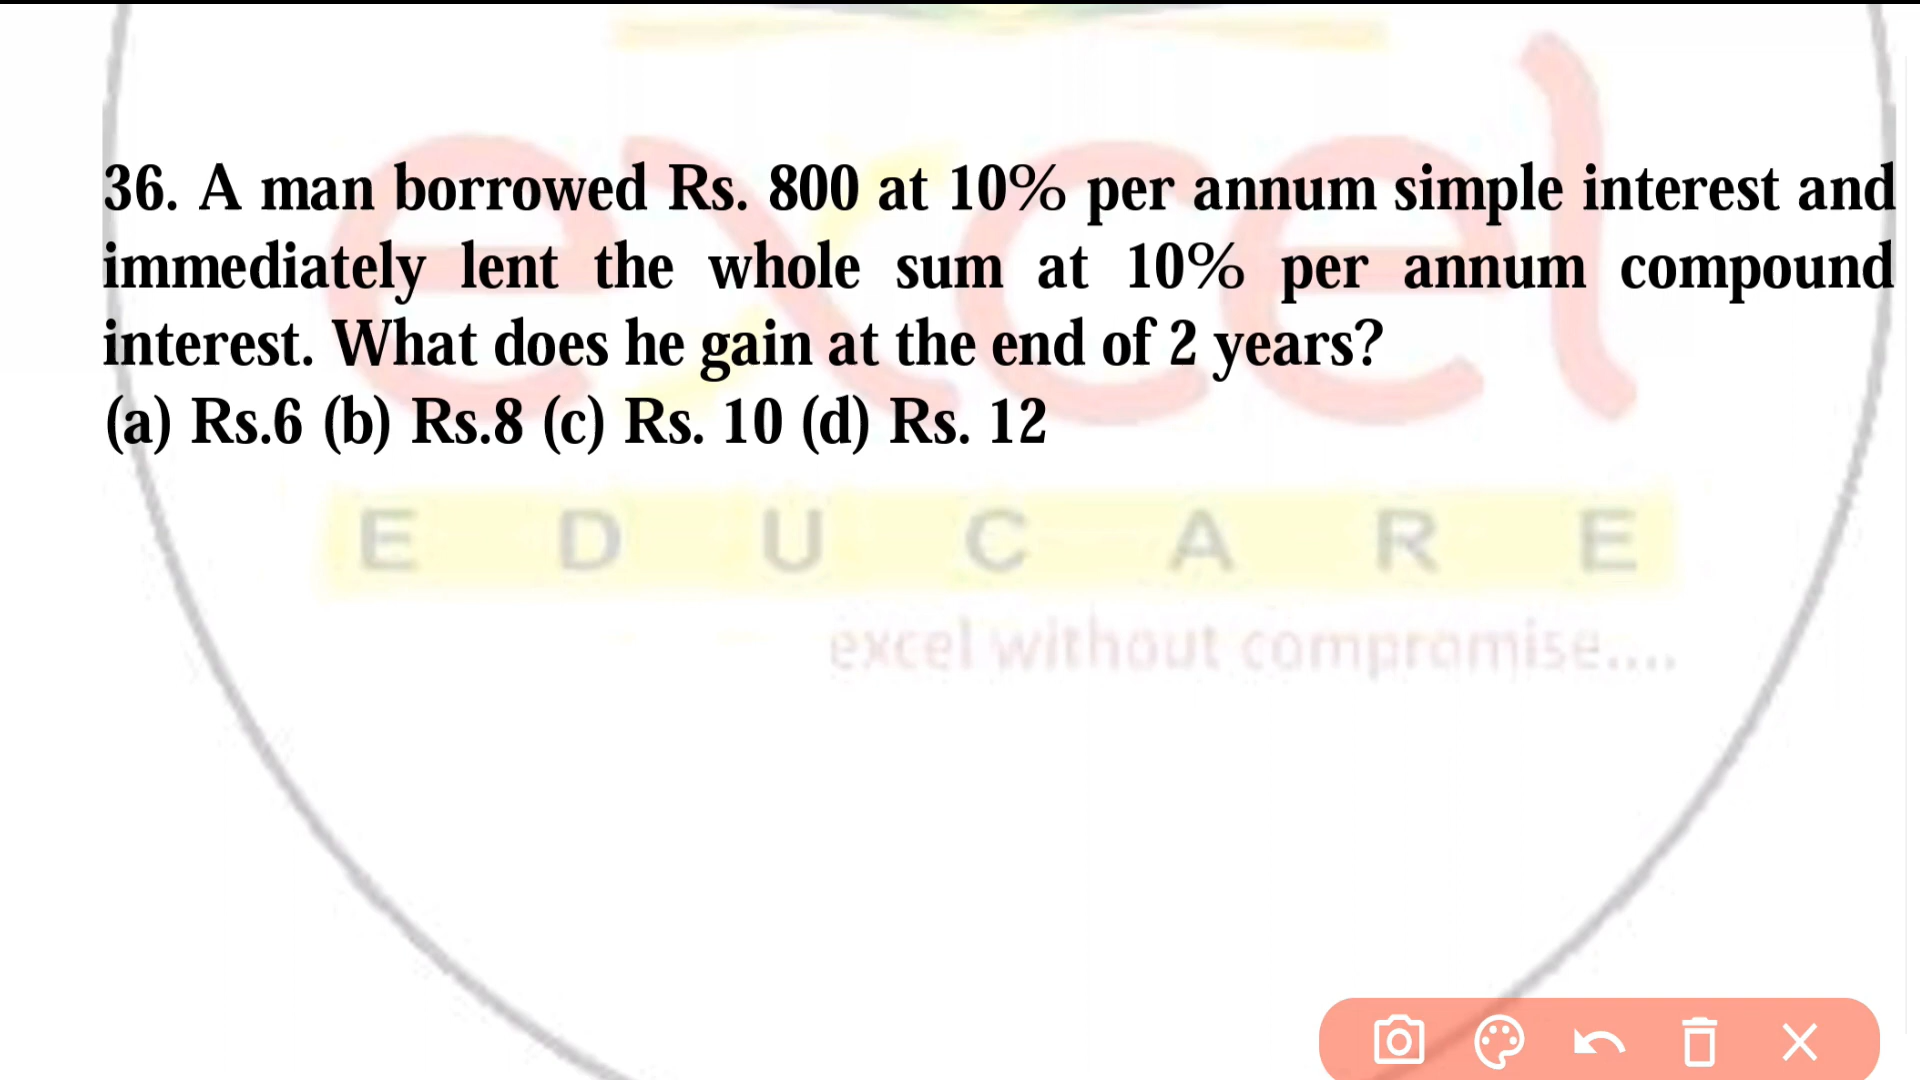 36. A man borrowed Rs. 800 at 10% per annum simple interest and
immediately lent the whole sum at 10% per annum compound
interest. What does he gain at the end of 2 years?
(a) Rs.6 (b) Rs.8 (c) Rs. 10 (d) Rs. 12
excel
EDUCARE
excel without compromise....